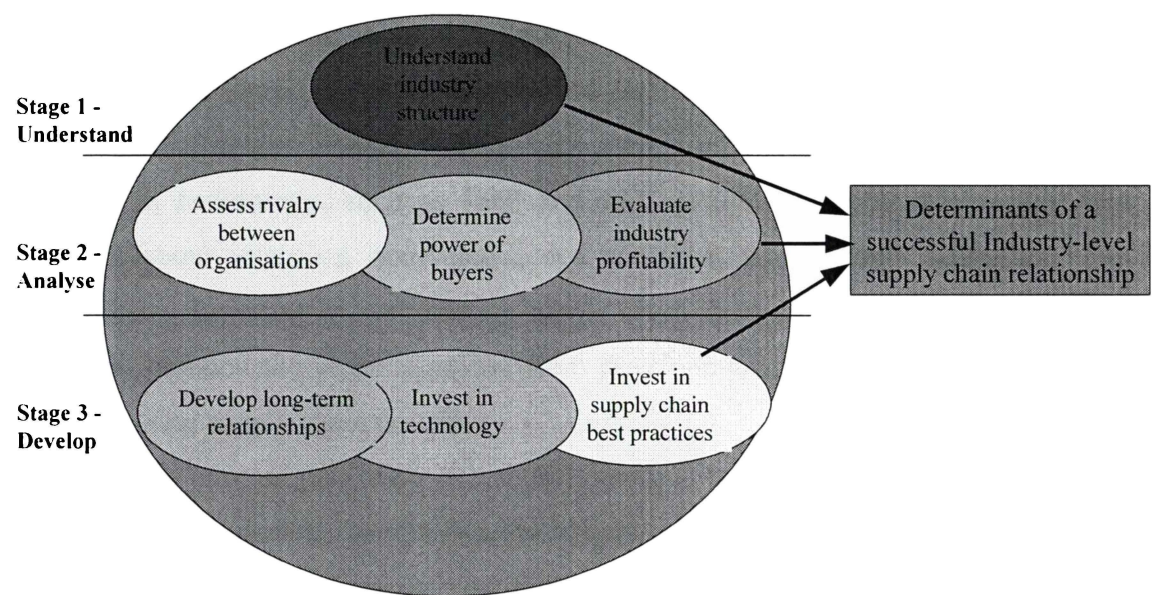 Understand
industry
structure
Stage 1 -
Understand
Assess rivalry
between
organisations
Determine
power of
buyers
Evaluate
industry
profitability
Stage 2 -
Analyse
Determinants of a
successful Industry-level
supply chain relationship
Develop long-term
relationships
Invest in
technology
Invest in
supply chain
best practices
Stage 3 -
Develop